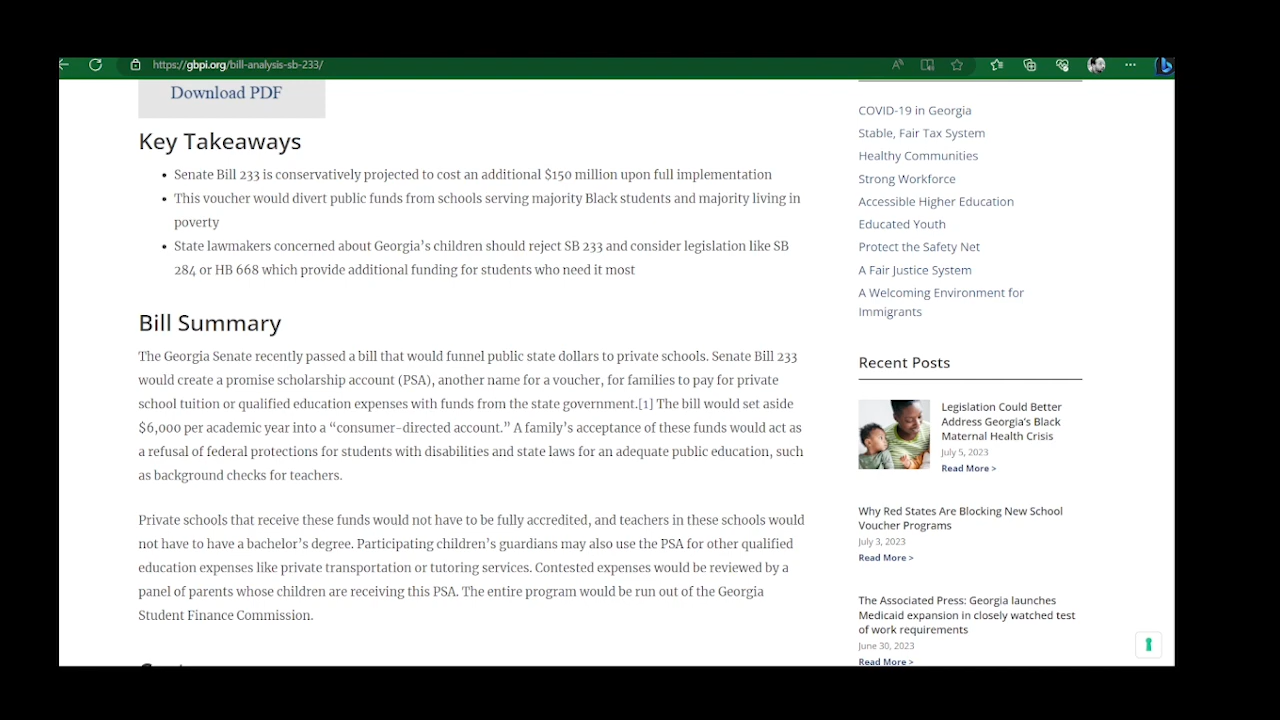 https://gbpi.org/bill-analysis-sb-233/
Download PDF
Key Takeaways
Senate Bill 233 is conservatively projected to cost an additional $150 million upon full implementation
This voucher would divert public funds from schools serving majority Black students and majority living in
poverty
State lawmakers concerned about Georgia’s children should reject SB 233 and consider legislation like SB
284 or HB 668 which provide additional funding for students who need it most
Bill Summary
The Georgia Senate recently passed a bill that would funnel public state dollars to private schools. Senate Bill 233
would create a promise scholarship account (PSA), another name for a voucher, for families to pay for private
school tuition or qualified education expenses with funds from the state government.[1] The bill would set aside
$6,000 per academic year into a “consumer-directed account.” A family’s acceptance of these funds would act as
a refusal of federal protections for students with disabilities and state laws for an adequate public education, such
as background checks for teachers.
Private schools that receive these funds would not have to be fully accredited, and teachers in these schools would
not have to have a bachelor’s degree. Participating children’s guardians may also use the PSA for other qualified
education expenses like private transportation or tutoring services. Contested expenses would be reviewed by a
panel of parents whose children are receiving this PSA. The entire program would be run out of the Georgia
Student Finance Commission.
COVID-19 in Georgia
Stable, Fair Tax System
Healthy Communities
Strong Workforce
Accessible Higher Education
Educated Youth
Protect the Safety Net
A Fair Justice System
A Welcoming Environment for
Immigrants
Recent Posts
Legislation Could Better
Address Georgia’s Black
Maternal Health Crisis
July 5, 2023
Read More >
Why Red States Are Blocking New School
Voucher Programs
July 3, 2023
Read More >
The Associated Press: Georgia launches
Medicaid expansion in closely watched test
of work requirements
June 30, 2023
Read More >